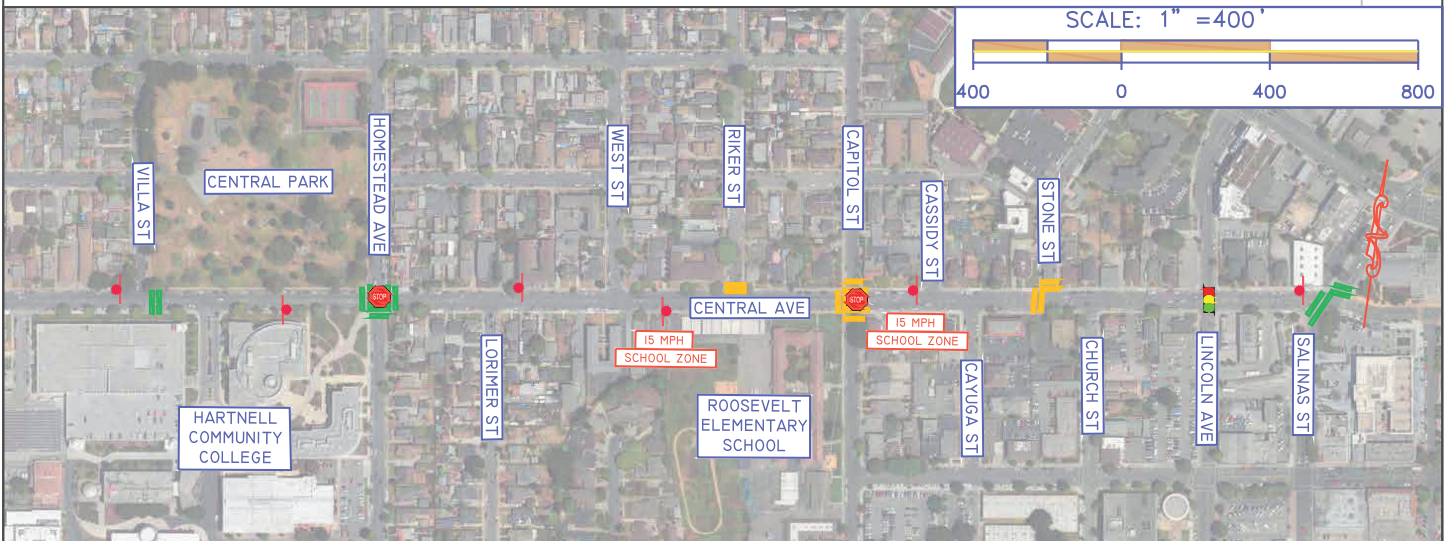 SCALE: 1" =400'
400 0 400 800
VILLA ST
CENTRAL PARK
HOMESTEAD AVE
WEST ST
RIKER ST
CAPITOL ST
CASSIDY ST
STONE ST
STOP
CENTRAL AVE
STOP
15 MPH
SCHOOL ZONE
15 MPH
SCHOOL ZONE
LORIMER ST
CAYUGA ST
CHURCH ST
LINCOLN AVE
SALINAS ST
HARTNELL
COMMUNITY
COLLEGE
ROOSEVELT
ELEMENTARY
SCHOOL